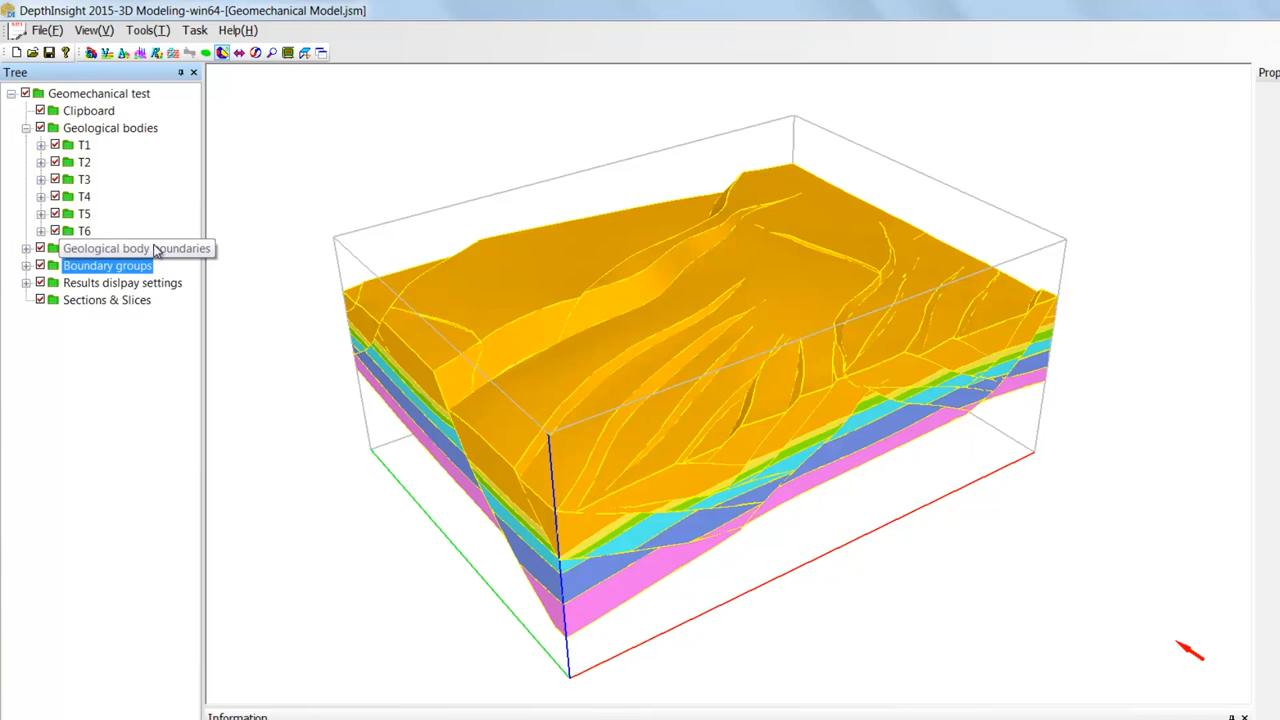 DepthInsight 2015-3D Modeling-win64-[Geomechanical Model.jsm]
File(F) View(V) Tools(T) Task Help(H)
Tree
Prop
Geomechanical test
Clipboard
Geological bodies
T1
T2
T3
T4
T5
T6
Geological body boundaries
Boundary groups
Results dislpay settings
Sections & Slices
Information